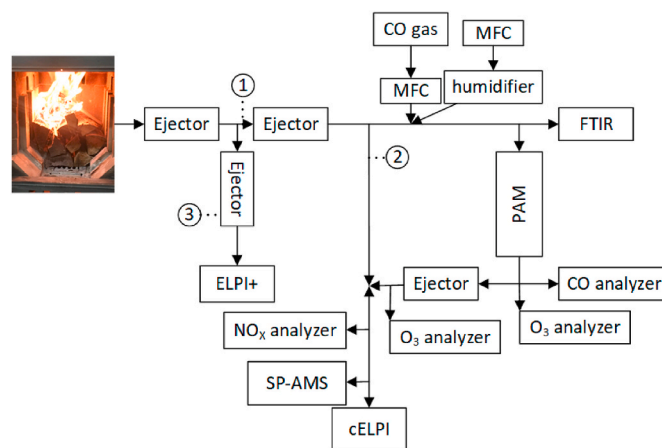 CO gas
MFC
MFC
humidifier
①
Ejector
Ejector
FTIR
②
Ejector
③
PAM
ELPI+
Ejector
CO analyzer
NOX analyzer
O3 analyzer
O3 analyzer
SP-AMS
cELPI